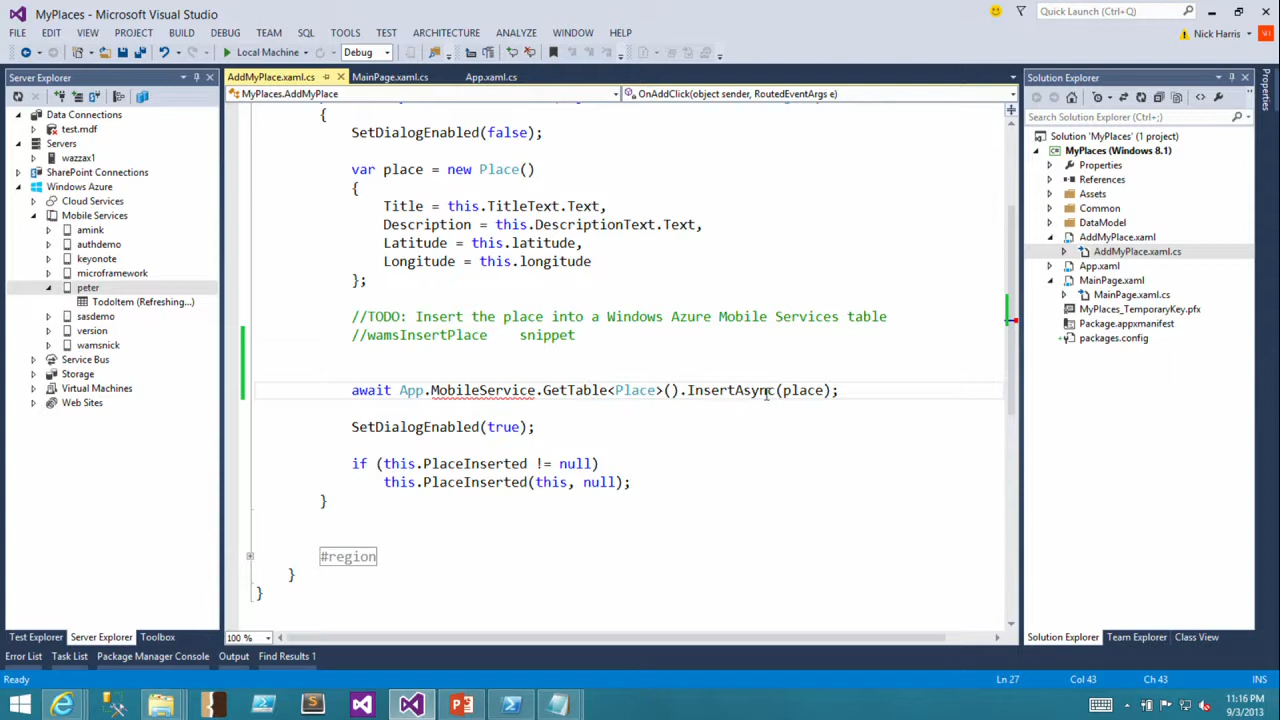 MyPlaces - Microsoft Visual Studio
Quick Launch (Ctrl+Q)
FILE EDIT VIEW PROJECT BUILD DEBUG TEAM SQL TOOLS TEST ARCHITECTURE ANALYZE WINDOW HELP
Nick Harris
Local Machine Debug
Server Explorer
Data Connections
test.mdf
Servers
wazzax1
SharePoint Connections
Windows Azure
Cloud Services
Mobile Services
amink
authdemo
keyonote
microframework
peter
TodoItem (Refreshing...)
sasdemo
version
wamsnick
Service Bus
Storage
Virtual Machines
Web Sites
Test Explorer Server Explorer Toolbox
AddMyPlace.xaml.cs MainPage.xaml.cs App.xaml.cs
MyPlaces.AddMyPlace OnAddClick(object sender, RoutedEventArgs e)
{
SetDialogEnabled(false);
var place = new Place()
{
Title = this.TitleText.Text,
Description = this.DescriptionText.Text,
Latitude = this.latitude,
Longitude = this.longitude
};
//TODO: Insert the place into a Windows Azure Mobile Services table
//wamsInsertPlace snippet
await App.MobileService.GetTable<Place>().InsertAsync(place);
SetDialogEnabled(true);
if (this.PlaceInserted != null)
this.PlaceInserted(this, null);
}
#region
}
}
100 %
Solution Explorer
Search Solution Explorer (Ctrl+;)
Solution 'MyPlaces' (1 project)
MyPlaces (Windows 8.1)
Properties
References
Assets
Common
DataModel
AddMyPlace.xaml
AddMyPlace.xaml.cs
App.xaml
MainPage.xaml
MainPage.xaml.cs
MyPlaces_TemporaryKey.pfx
Package.appxmanifest
packages.config
Solution Explorer Team Explorer Class View
Properties
Error List Task List Package Manager Console Output Find Results 1
Ready Ln 27 Col 43 Ch 43 INS
11:16 PM
9/3/2013